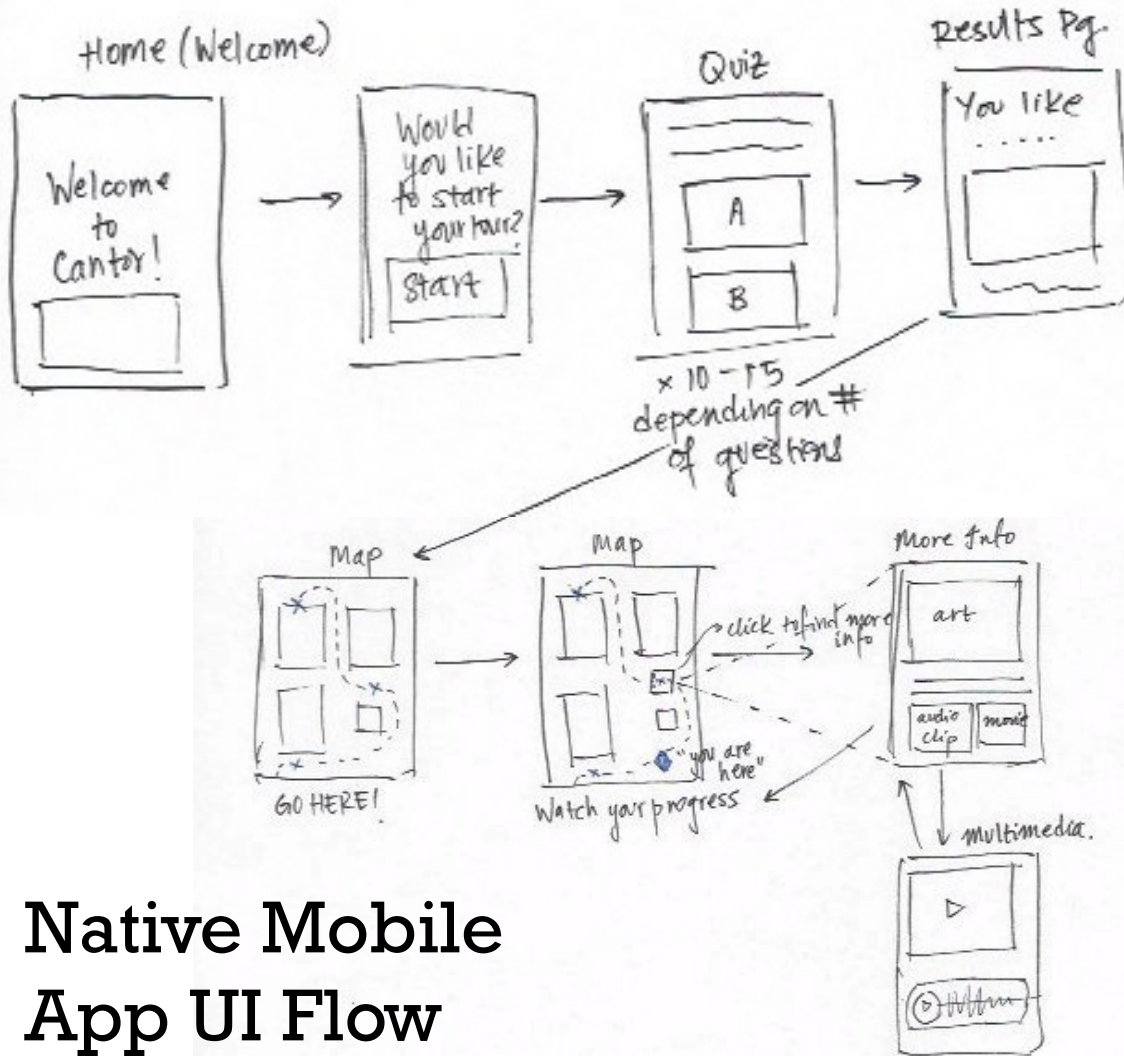 Home (Welcome)
Welcome
to
Cantor!
Would
you like
to start
your tour?
Start
Quiz
A
B
x 10 - 15
depending on #
of questions
Results Pg.
You like
.....
Map
GO HERE!
Map
click to find more
info
"you are
here"
Watch your progress
More Info
art
audio
clip
movie
multimedia.
Native Mobile
App UI Flow